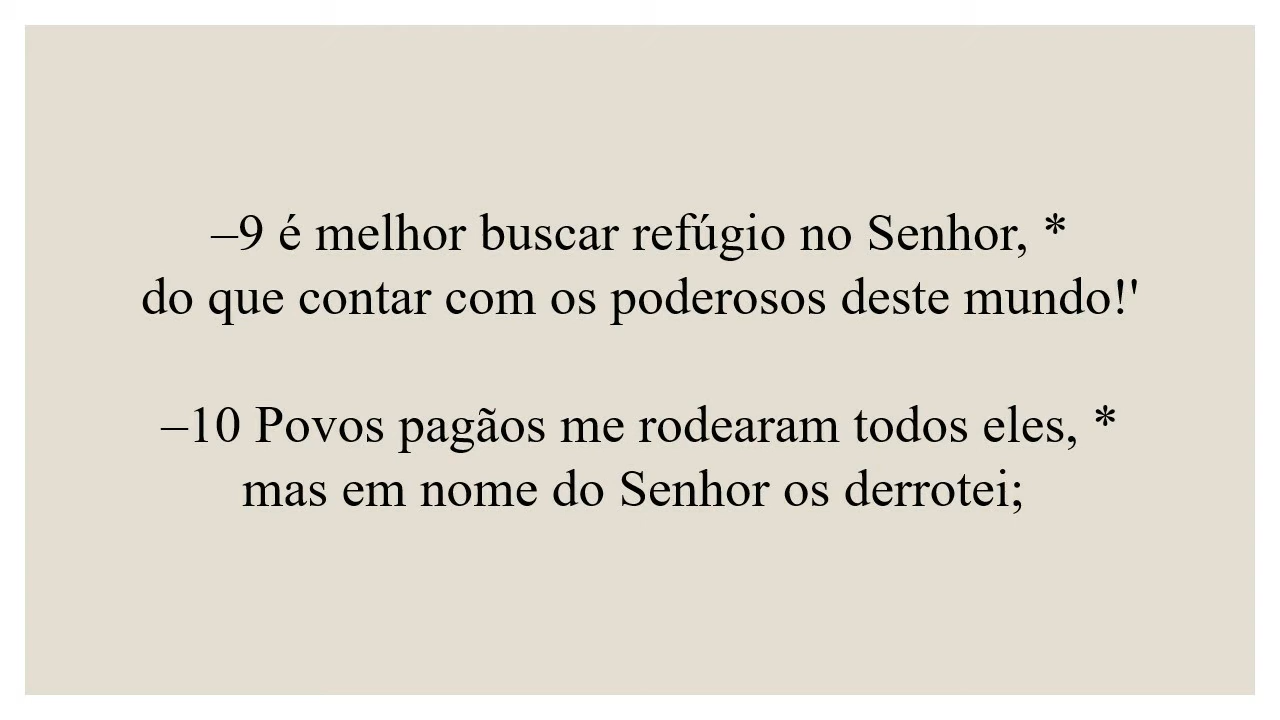 –9 é melhor buscar refúgio no Senhor, *
do que contar com os poderosos deste mundo!'
–10 Povos pagãos me rodearam todos eles, *
mas em nome do Senhor os derrotei;